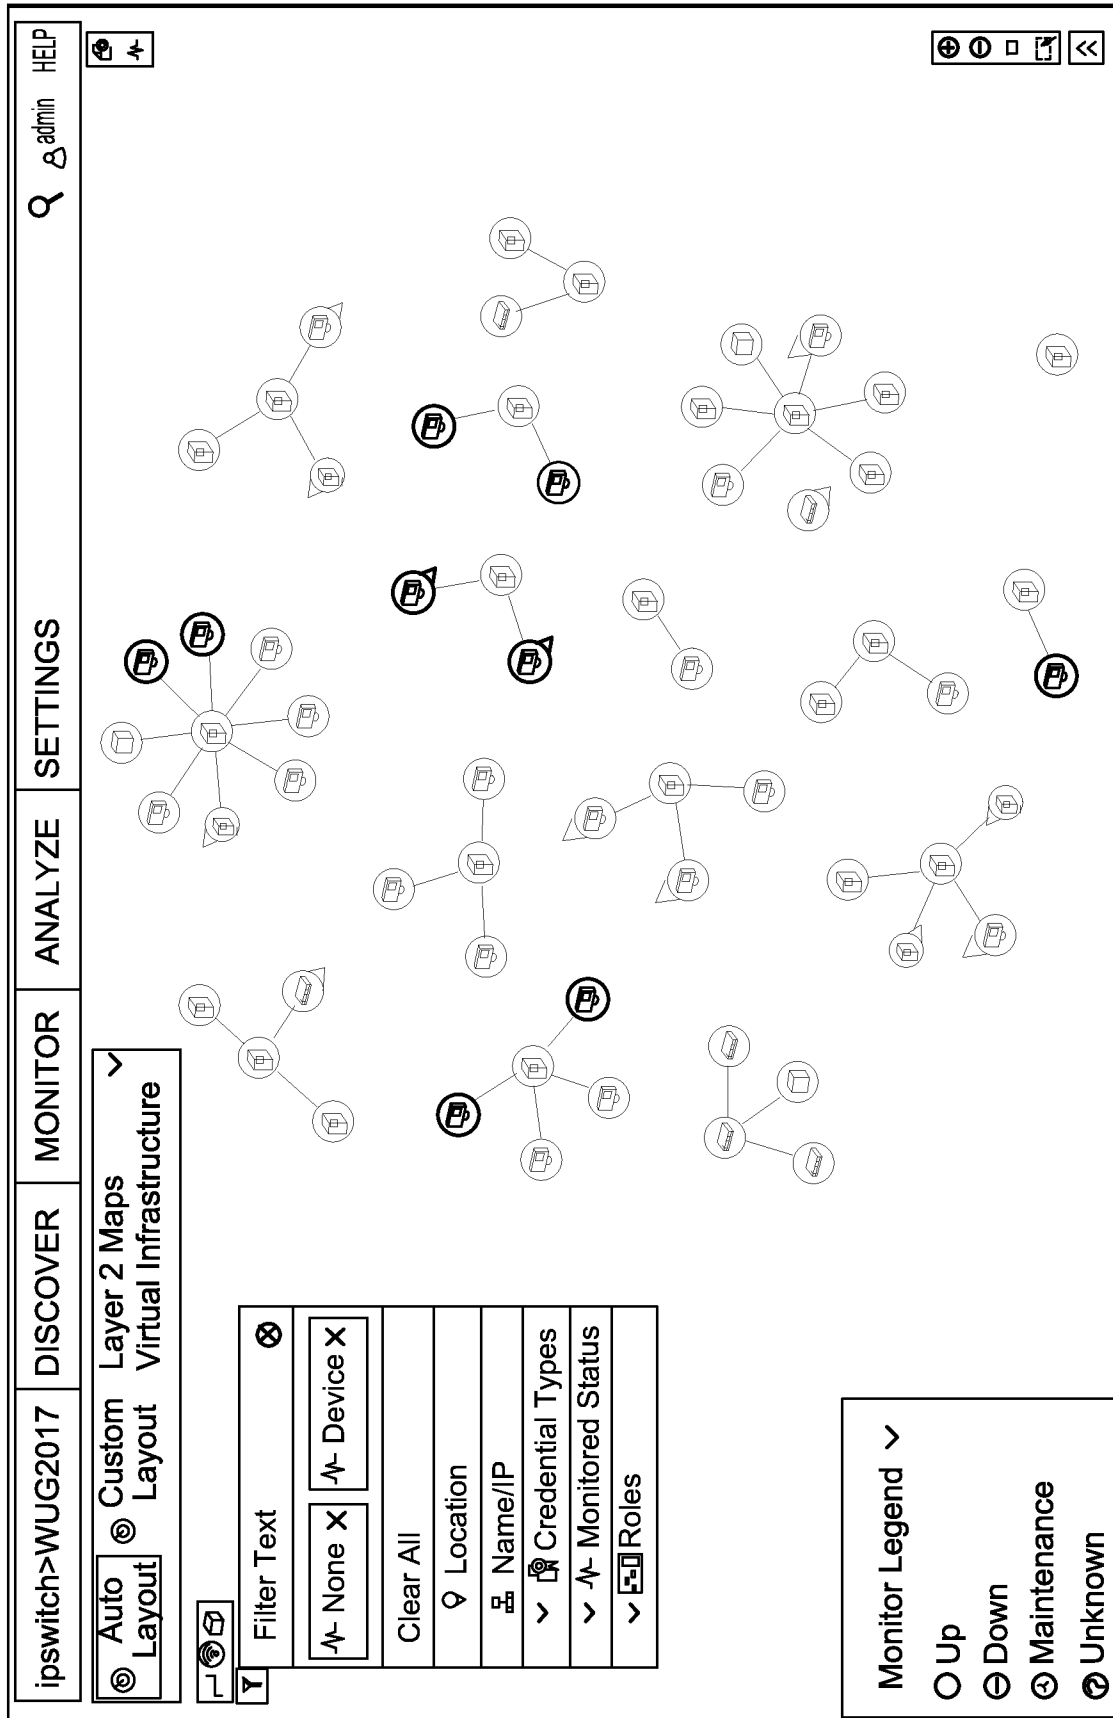 ipswitch>WUG2017 DISCOVER MONITOR ANALYZE SETTINGS admin HELP
Auto Layout
Custom Layout
Layer 2 Maps
Virtual Infrastructure
Filter Text
None X Device X
Clear All
Location
Name/IP
Credential Types
Monitored Status
Roles
Monitor Legend
Up
Down
Maintenance
Unknown